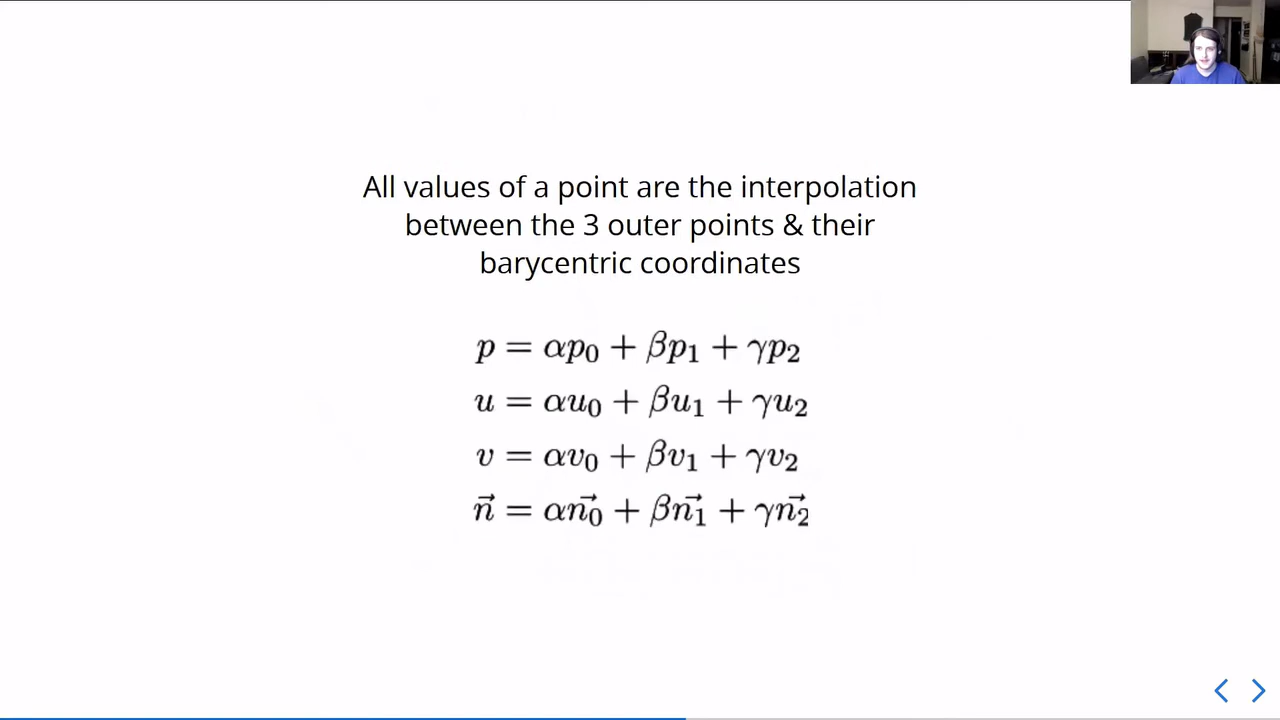 All values of a point are the interpolation
between the 3 outer points & their
barycentric coordinates
p = αp₀ + βp₁ + γp₂
u = αu₀ + βu₁ + γu₂
v = αv₀ + βv₁ + γv₂
n⃗ = αn⃗₀ + βn⃗₁ + γn⃗₂